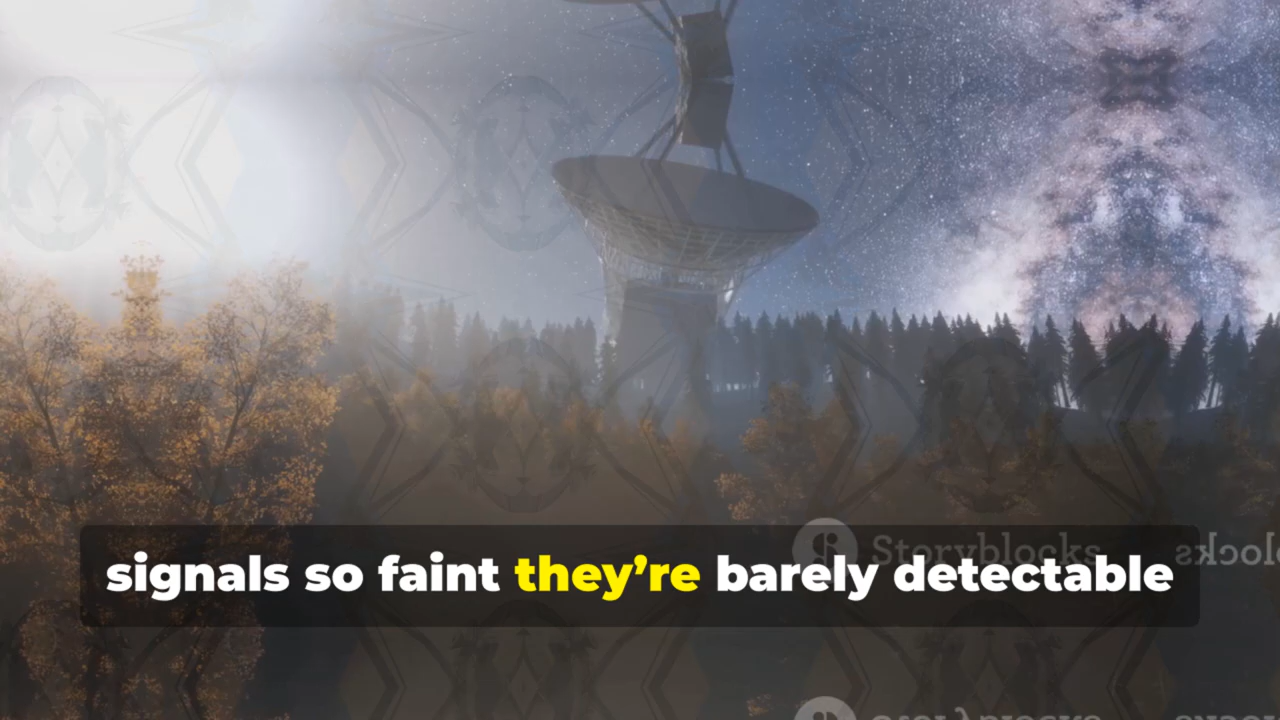 signals so faint they’re barely detectable
Storyblocks